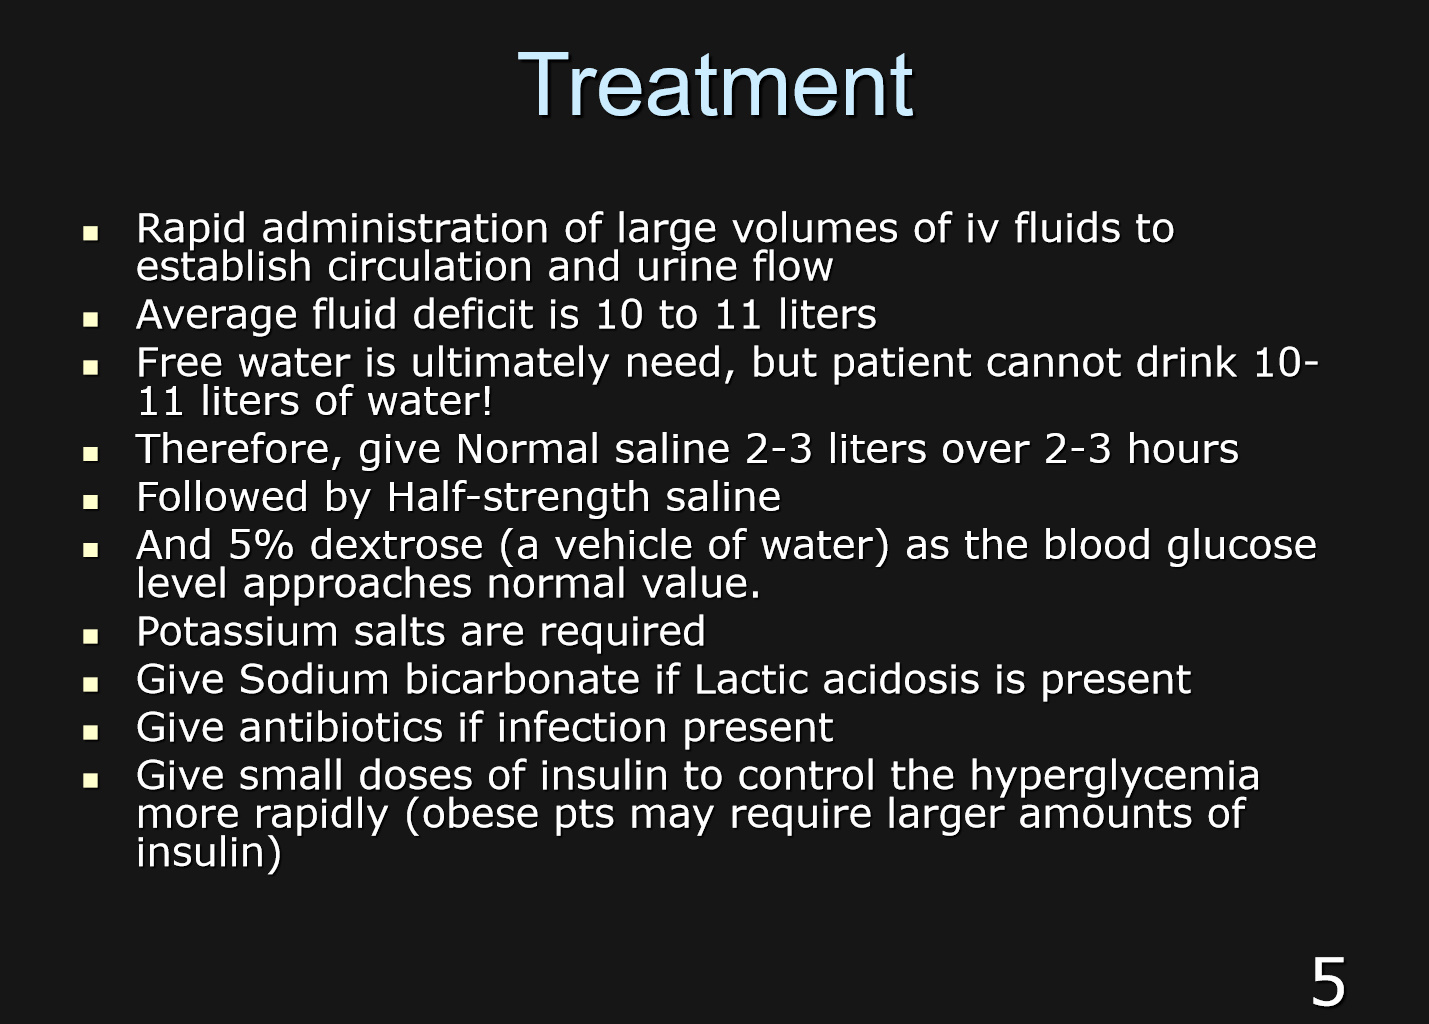 Treatment
Rapid administration of large volumes of iv fluids to
establish circulation and urine flow
Average fluid deficit is 10 to 11 liters
Free water is ultimately need, but patient cannot drink 10-
11 liters of water!
Therefore, give Normal saline 2-3 liters over 2-3 hours
Followed by Half-strength saline
And 5% dextrose (a vehicle of water) as the blood glucose
level approaches normal value.
Potassium salts are required
Give Sodium bicarbonate if Lactic acidosis is present
Give antibiotics if infection present
Give small doses of insulin to control the hyperglycemia
more rapidly (obese pts may require larger amounts of
insulin)
5